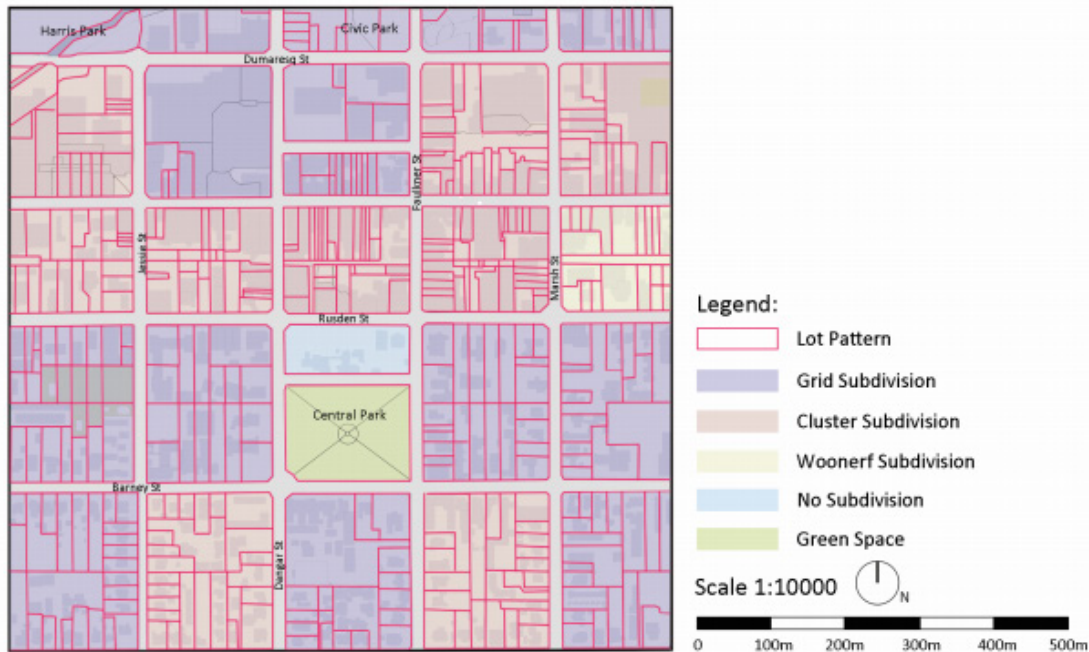 Harris Park
Civic Park
Dumaresq St
Faulkner St
Jessie St
Marsh St
Rusden St
Central Park
Barney St
Dangar St
Legend:
Lot Pattern
Grid Subdivision
Cluster Subdivision
Woonerf Subdivision
No Subdivision
Green Space
Scale 1:10000
N
0 100m 200m 300m 400m 500m